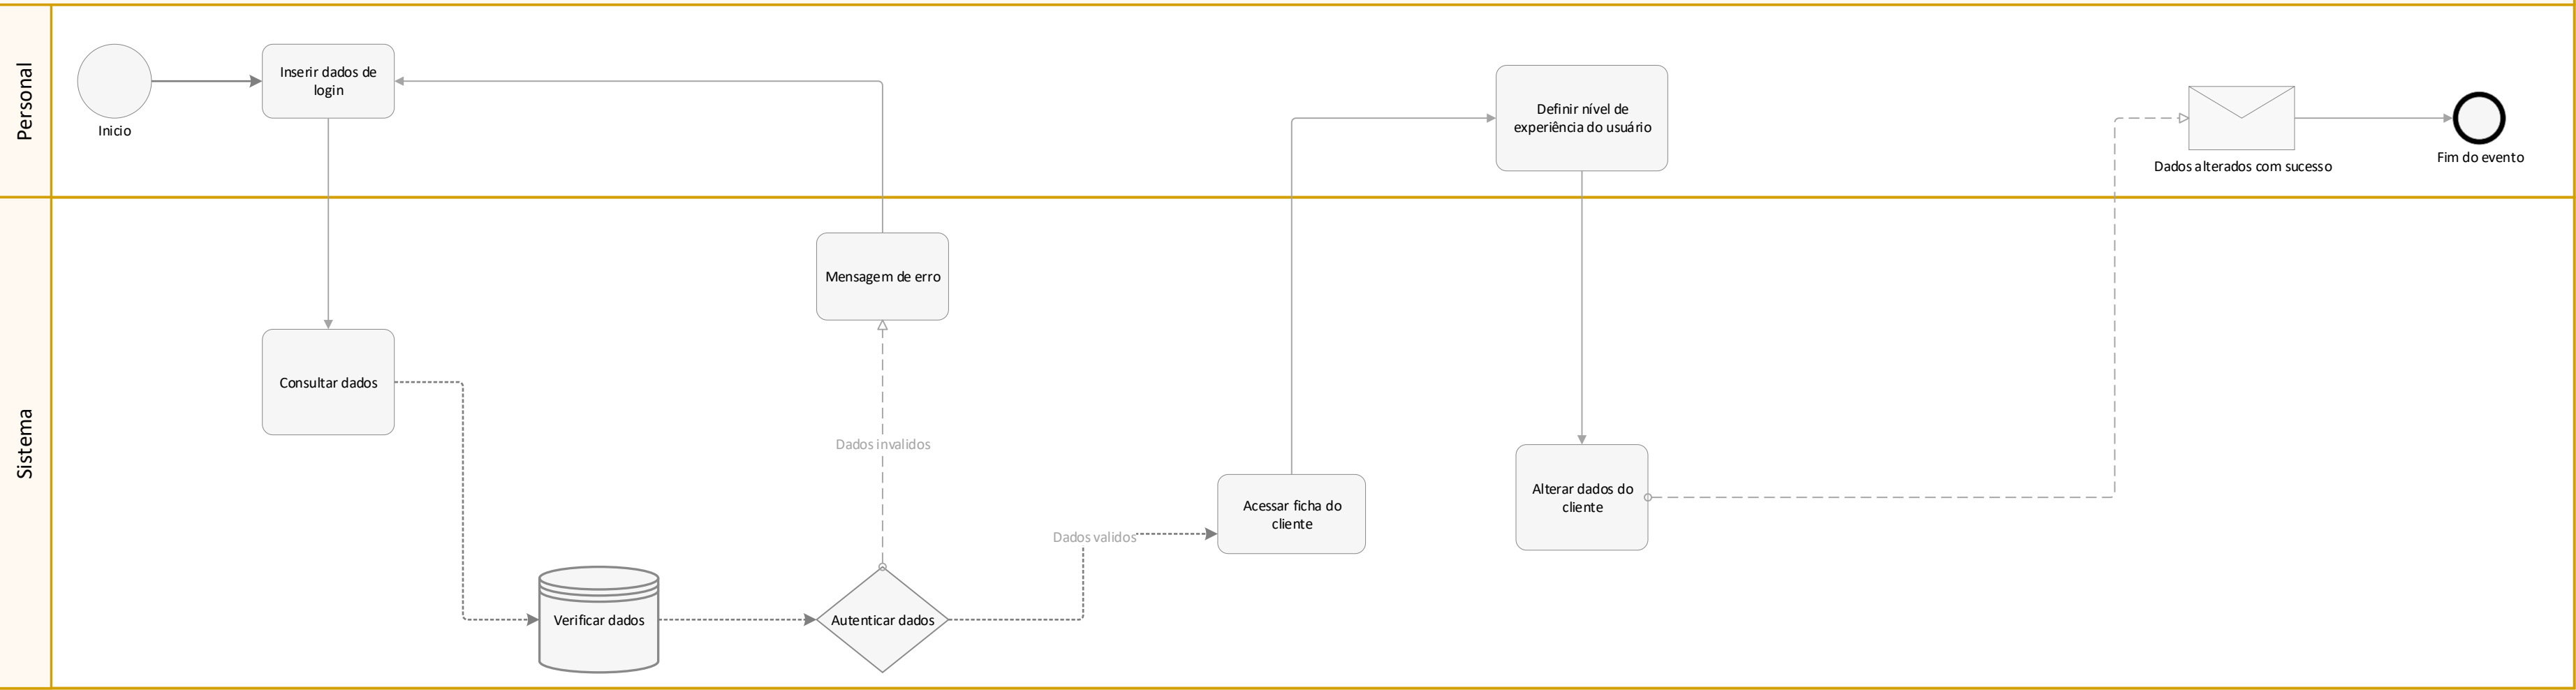 Personal
Inicio
Inserir dados de
login
Definir nível de
experiência do usuário
Dados alterados com sucesso
Fim do evento
Sistema
Mensagem de erro
Consultar dados
Dados invalidos
Acessar ficha do
cliente
Alterar dados do
cliente
Dados validos
Verificar dados
Autenticar dados